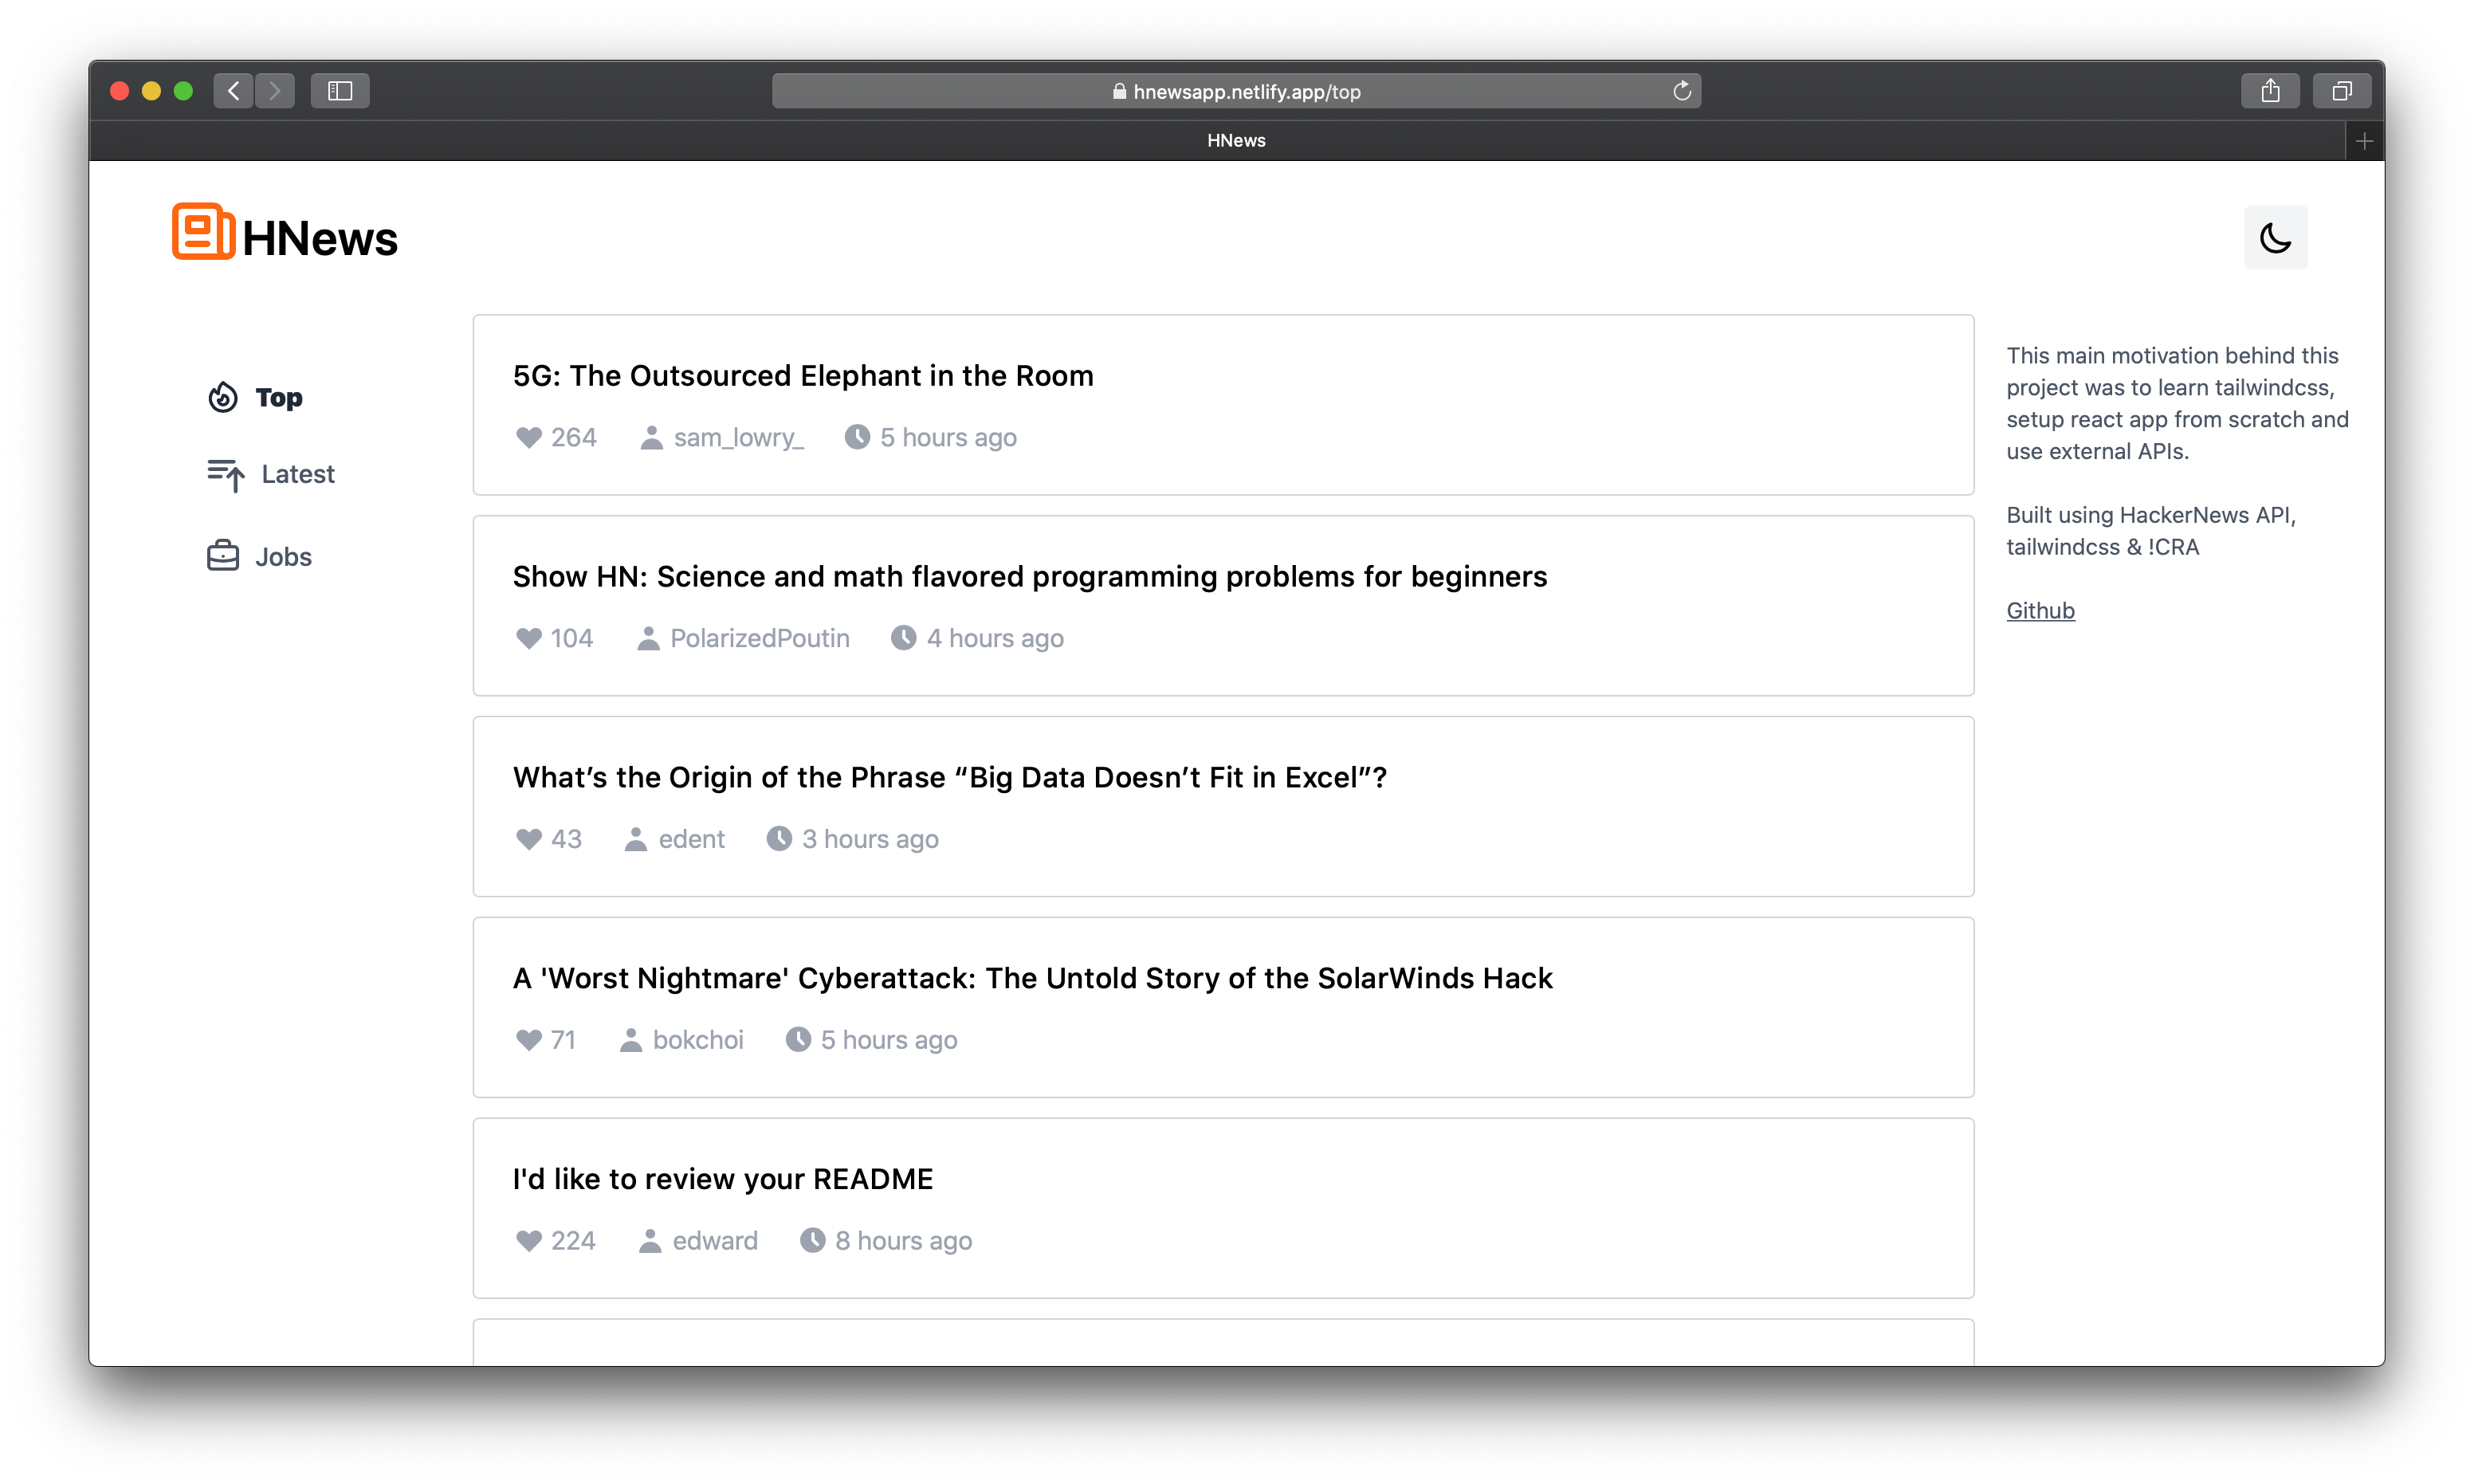 hnewsapp.netlify.app/top
HNews
HNews
Top
Latest
Jobs
5G: The Outsourced Elephant in the Room
264 sam_lowry_ 5 hours ago
Show HN: Science and math flavored programming problems for beginners
104 PolarizedPoutin 4 hours ago
What’s the Origin of the Phrase “Big Data Doesn’t Fit in Excel”?
43 edent 3 hours ago
A 'Worst Nightmare' Cyberattack: The Untold Story of the SolarWinds Hack
71 bokchoi 5 hours ago
I'd like to review your README
224 edward 8 hours ago
This main motivation behind this
project was to learn tailwindcss,
setup react app from scratch and
use external APIs.
Built using HackerNews API,
tailwindcss & !CRA
Github